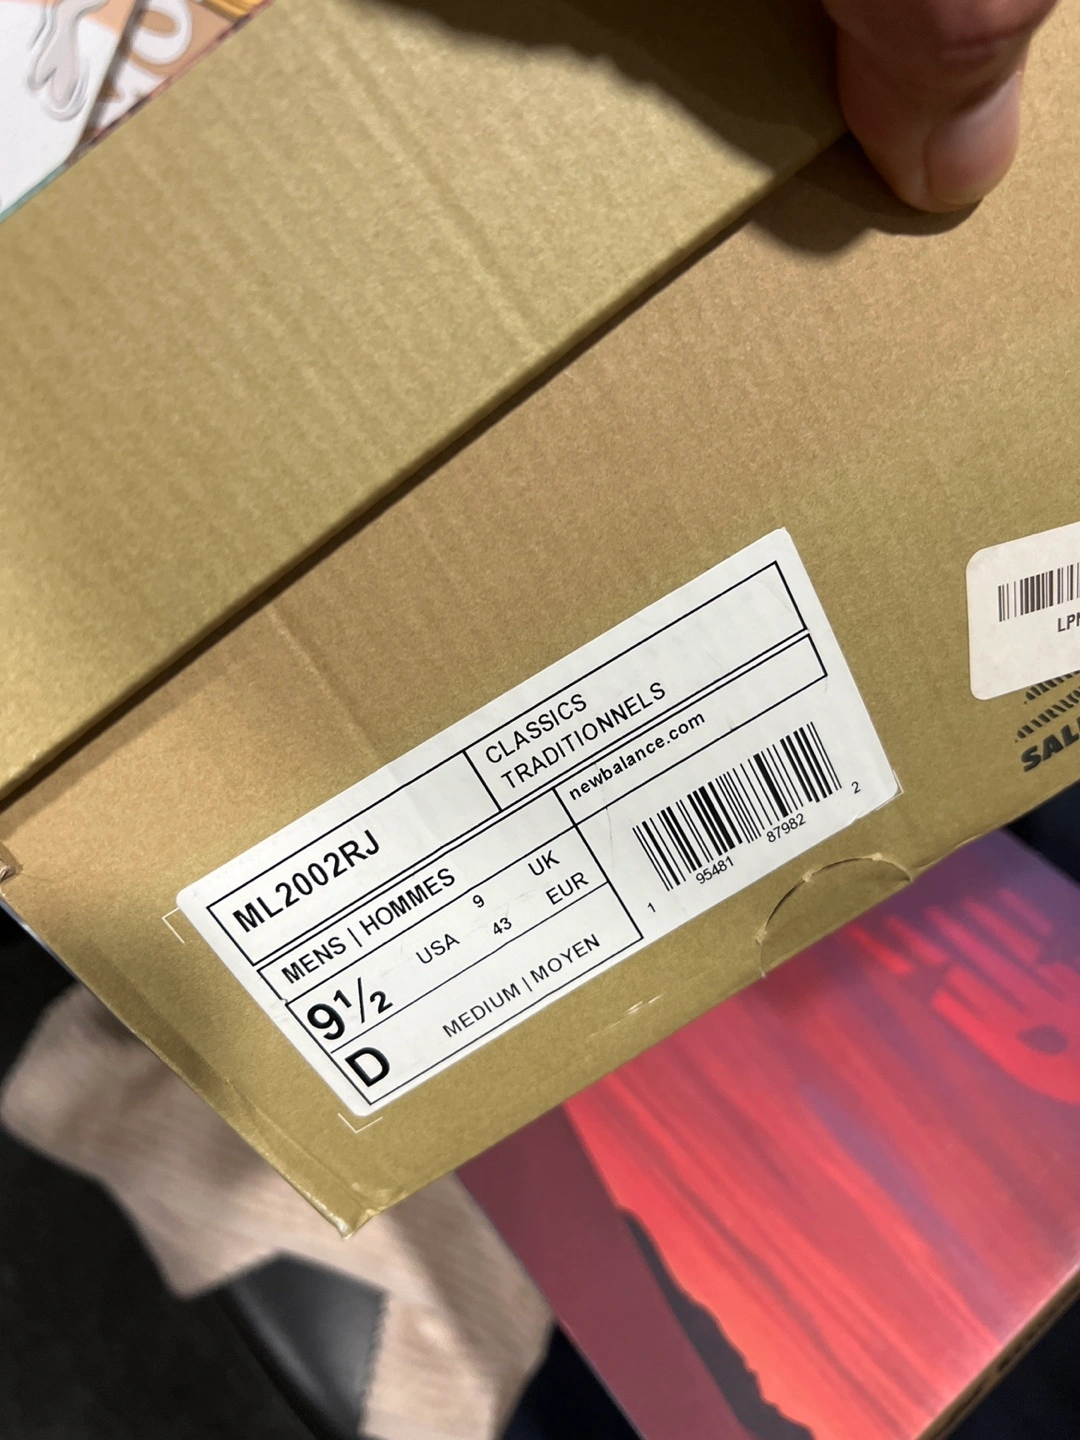 ML2002RJ
CLASSICS
TRADITIONNELS
MENS | HOMMES
newbalance.com
9 UK
9½ USA
43 EUR
D MEDIUM | MOYEN
1 95481 87982 2